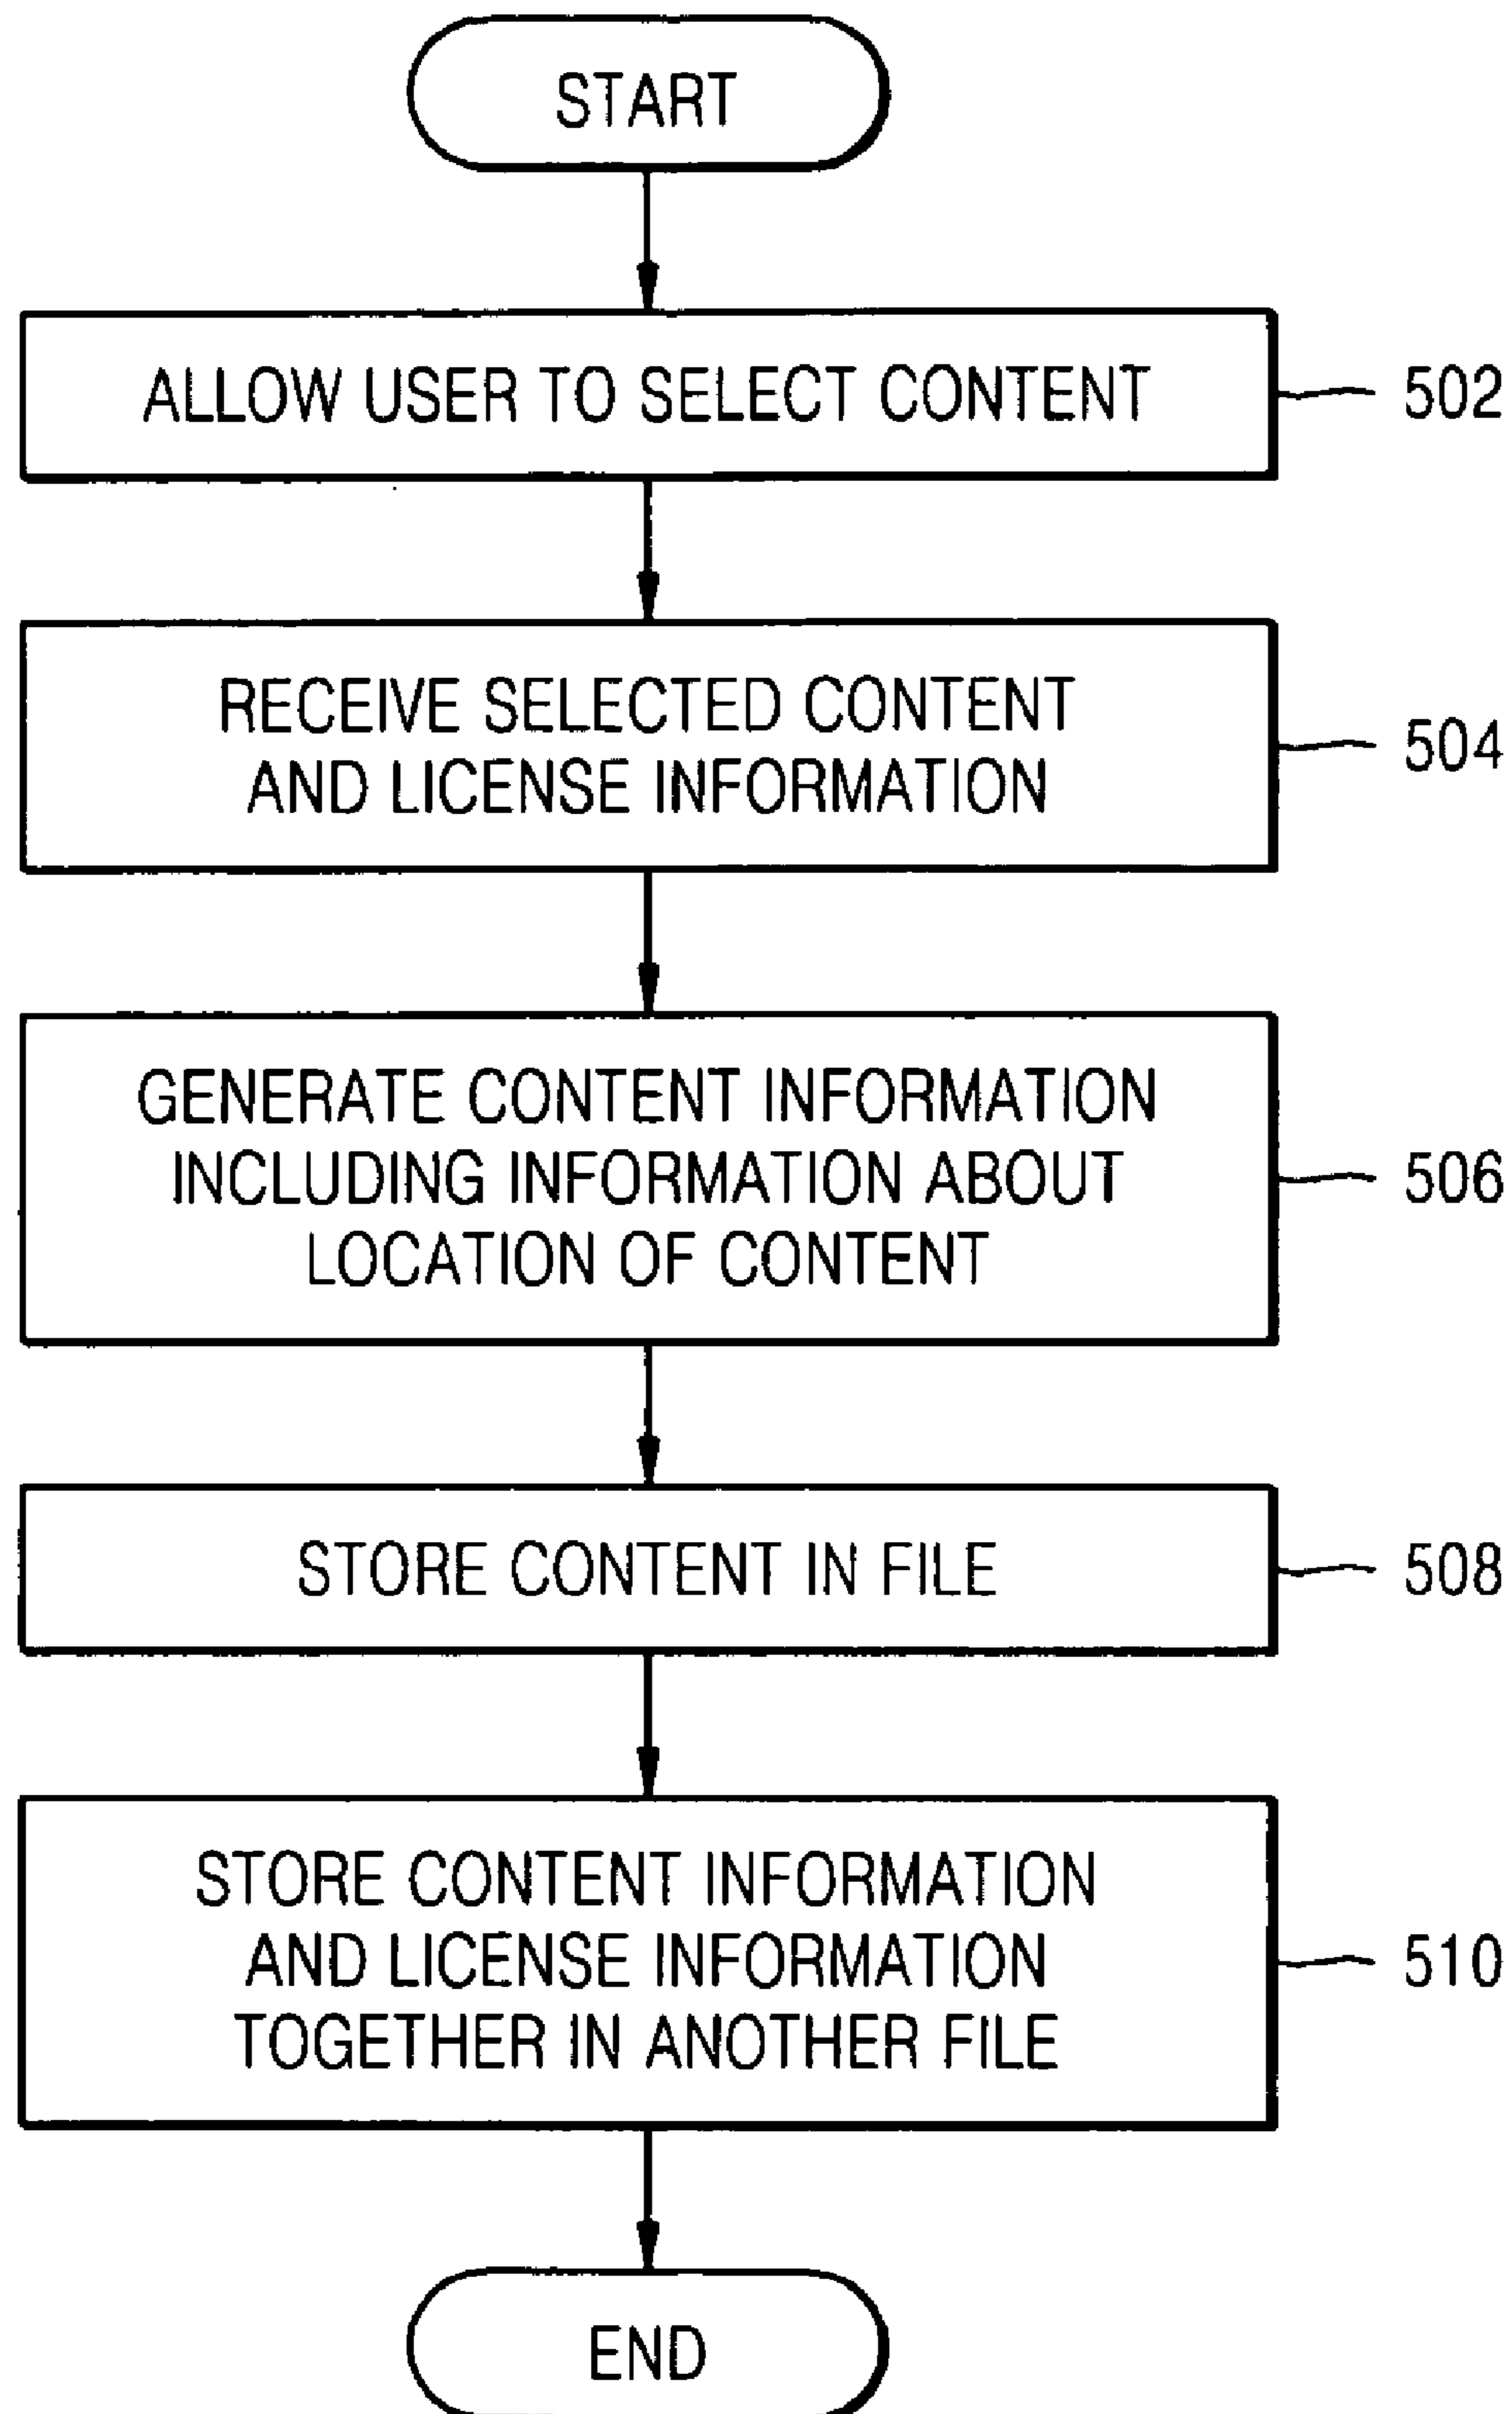 START
ALLOW USER TO SELECT CONTENT
502
RECEIVE SELECTED CONTENT
AND LICENSE INFORMATION
504
GENERATE CONTENT INFORMATION
INCLUDING INFORMATION ABOUT
LOCATION OF CONTENT
506
STORE CONTENT IN FILE
508
STORE CONTENT INFORMATION
AND LICENSE INFORMATION
TOGETHER IN ANOTHER FILE
510
END